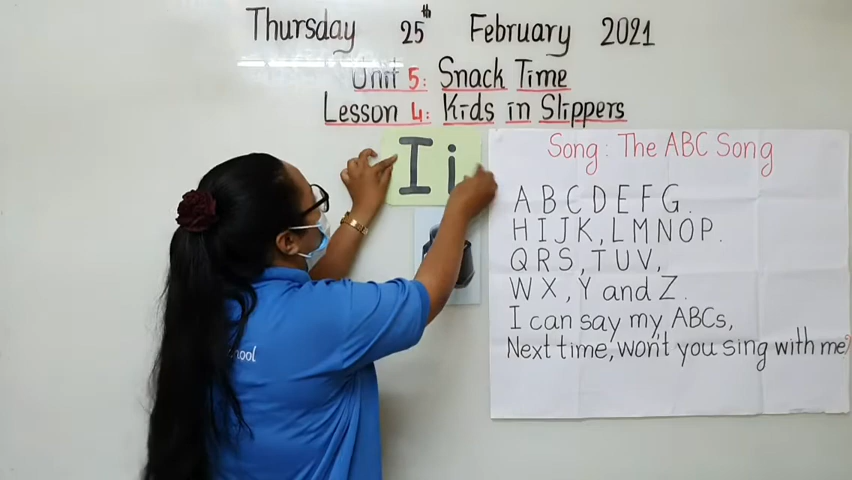 Thursday 25th February 2021
Unit 5: Snack Time
Lesson 4: Kids in Slippers
I i
Song: The ABC Song
A B C D E F G.
H I J K, L M N O P.
Q R S, T U V,
W X, Y and Z.
I can say my ABCs,
Next time, won't you sing with me?